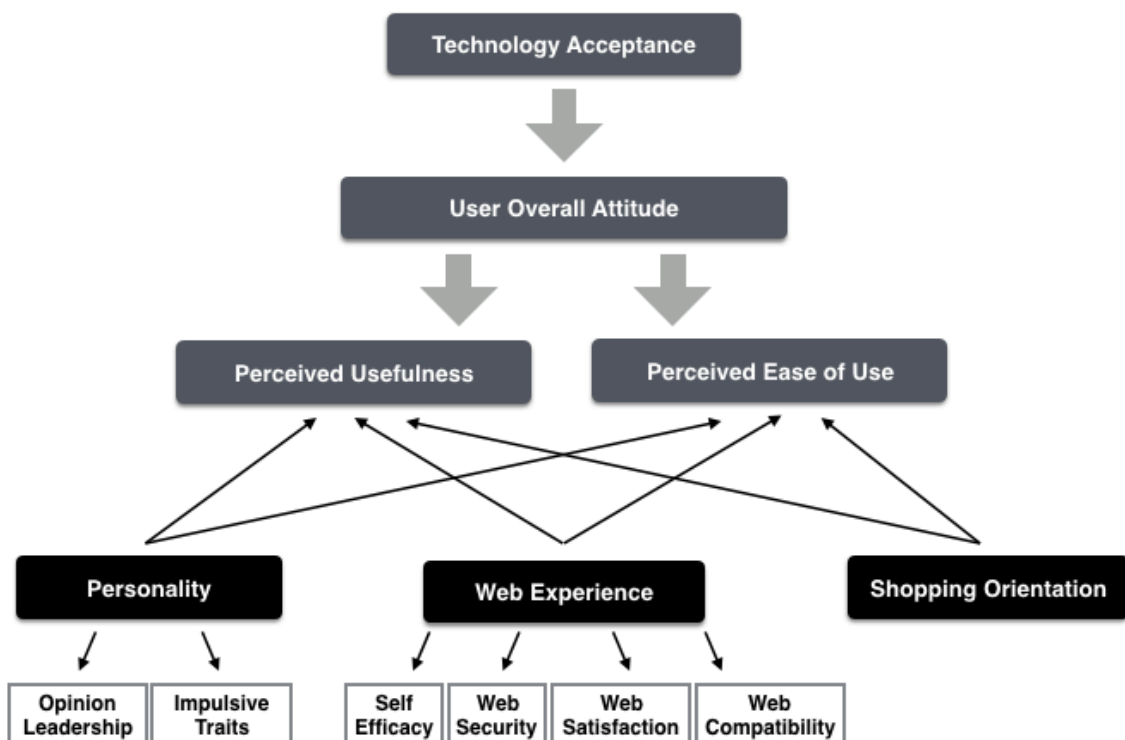 Technology Acceptance
User Overall Attitude
Perceived Usefulness
Perceived Ease of Use
Personality
Web Experience
Shopping Orientation
Opinion
Leadership
Impulsive
Traits
Self
Efficacy
Web
Security
Web
Satisfaction
Web
Compatibility